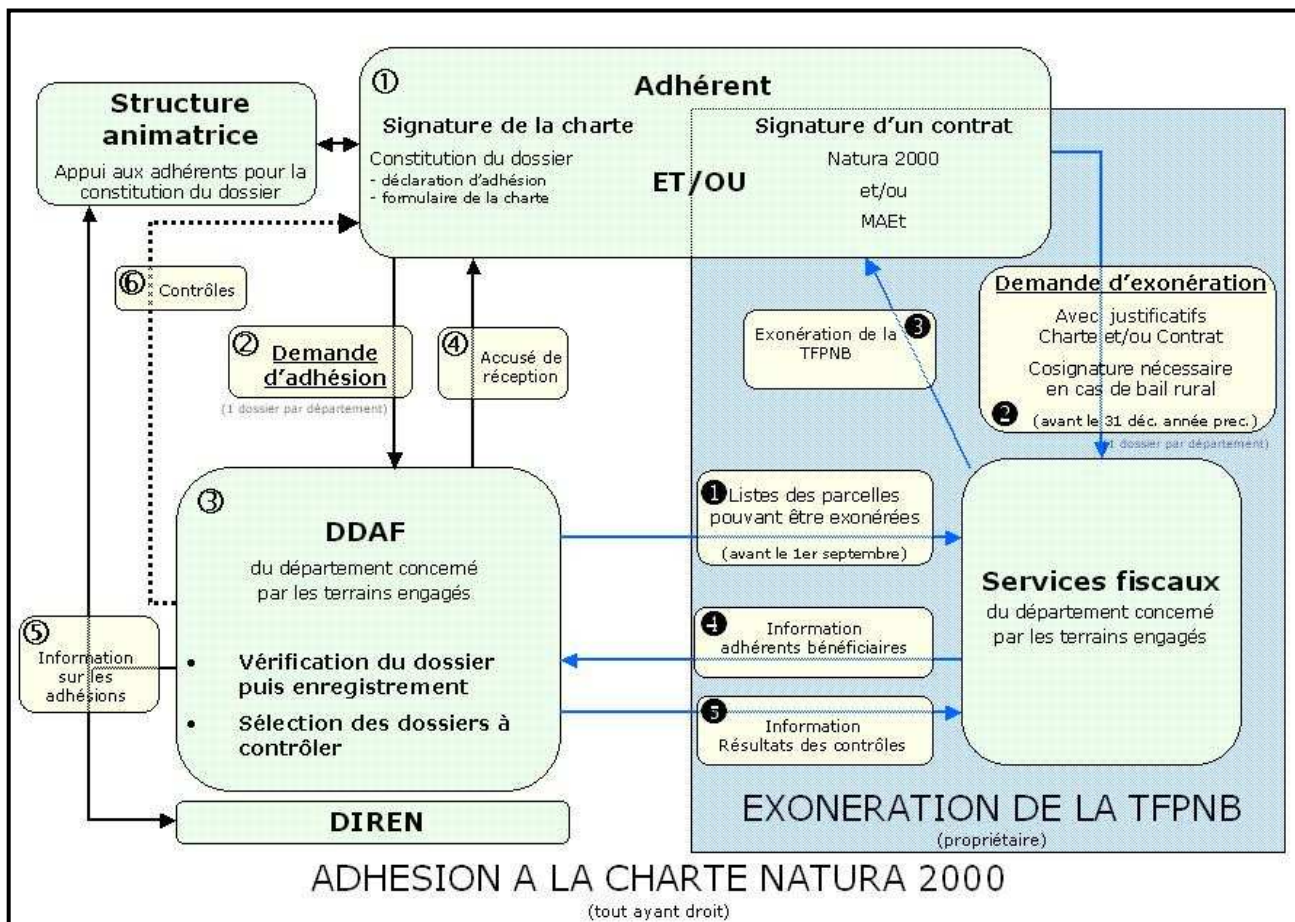 ①
Adhérent
Structure
animatrice
Appui aux adhérents pour la
constitution du dossier
Signature de la charte
Constitution du dossier
- déclaration d'adhésion
- formulaire de la charte
ET/OU
Signature d'un contrat
Natura 2000
et/ou
MAEt
⑥
Contrôles
②
Demande
d'adhésion
(1 dossier par département)
④
Accusé de
réception
Exonération de la
TFPNB
❸
Demande d'exonération
Avec justificatifs
Charte et/ou Contrat
Cosignature nécessaire
en cas de bail rural
❷
(avant le 31 déc. année prec.)
1 dossier par département)
③
DDAF
du département concerné
par les terrains engagés
• Vérification du dossier
puis enregistrement
• Sélection des dossiers à
contrôler
❶
Listes des parcelles
pouvant être exonérées
(avant le 1er septembre)
Services fiscaux
du département concerné
par les terrains engagés
❹
Information
adhérents bénéficiaires
❺
Information
Résultats des contrôles
⑤
Information
sur les
adhésions
DIREN
EXONERATION DE LA TFPNB
(propriétaire)
ADHESION A LA CHARTE NATURA 2000
(tout ayant droit)